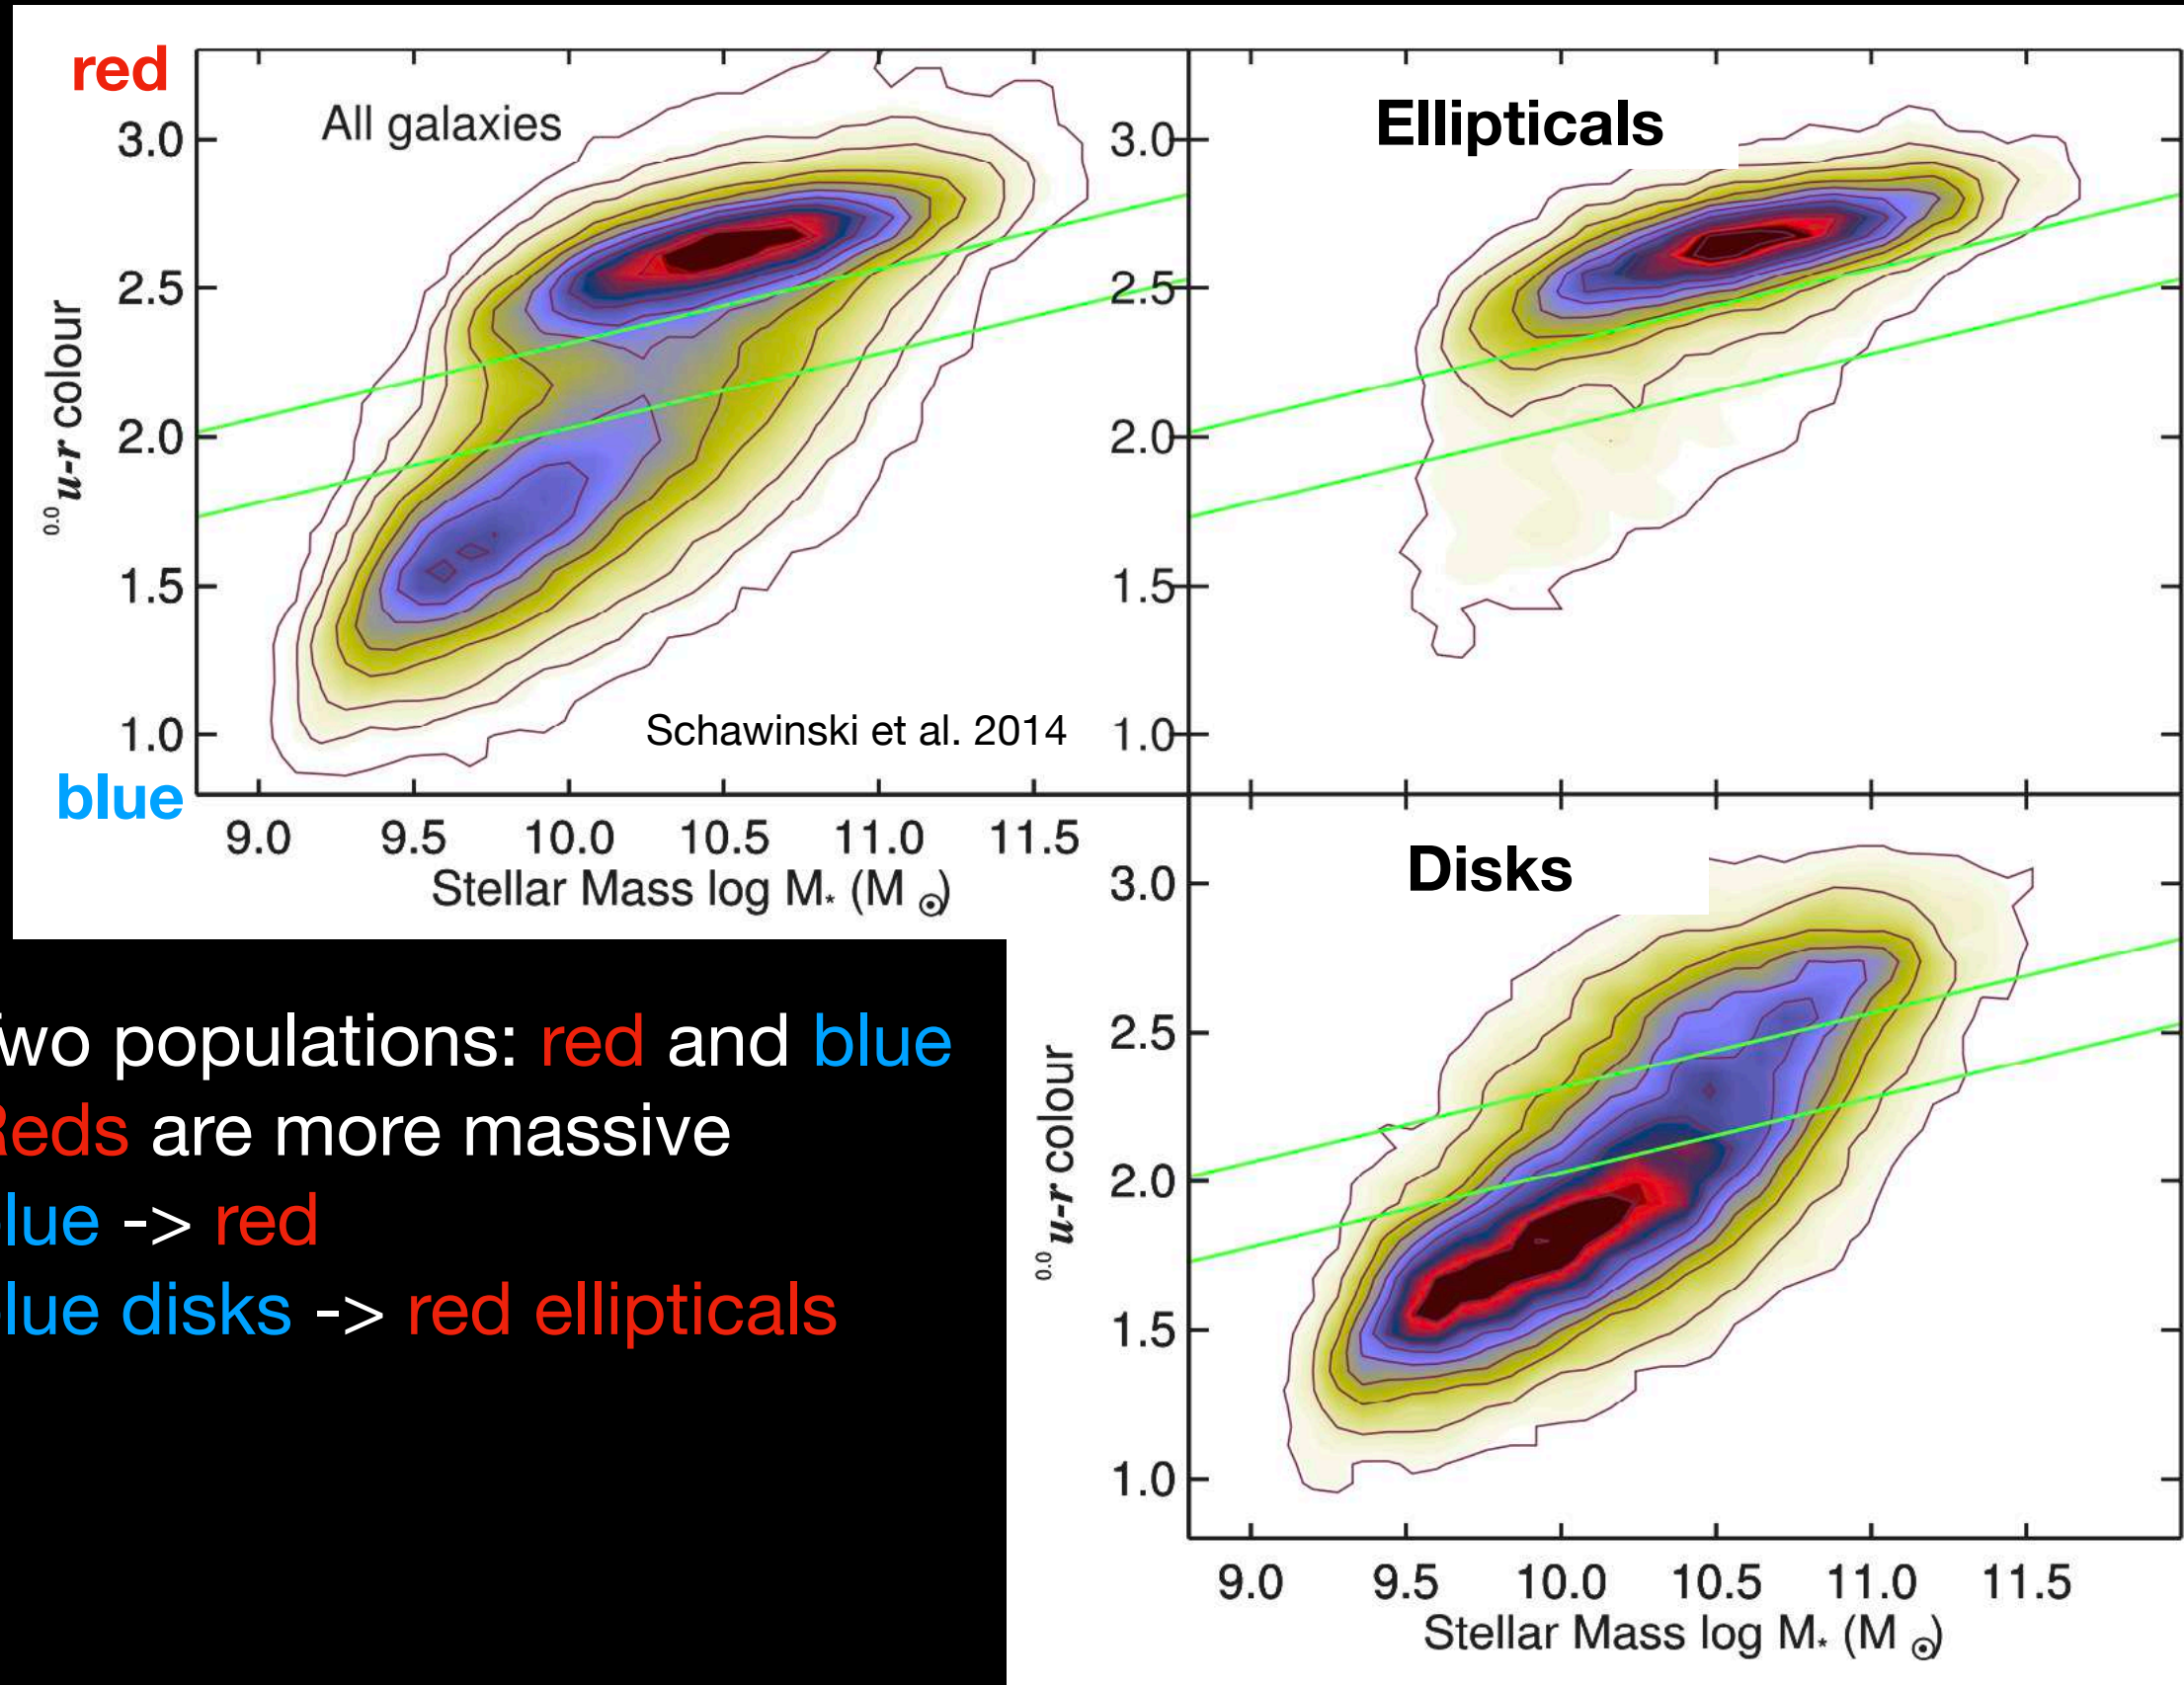 red
All galaxies
3.0
2.5
2.0
1.5
1.0
0.0 u-r colour
Schawinski et al. 2014
blue
9.0 9.5 10.0 10.5 11.0 11.5
Stellar Mass log M* (M ⊙)
Ellipticals
3.0
2.5
2.0
1.5
1.0
Disks
3.0
2.5
2.0
1.5
1.0
0.0 u-r colour
9.0 9.5 10.0 10.5 11.0 11.5
Stellar Mass log M* (M ⊙)
wo populations: red and blue
Reds are more massive
lue -> red
lue disks -> red ellipticals